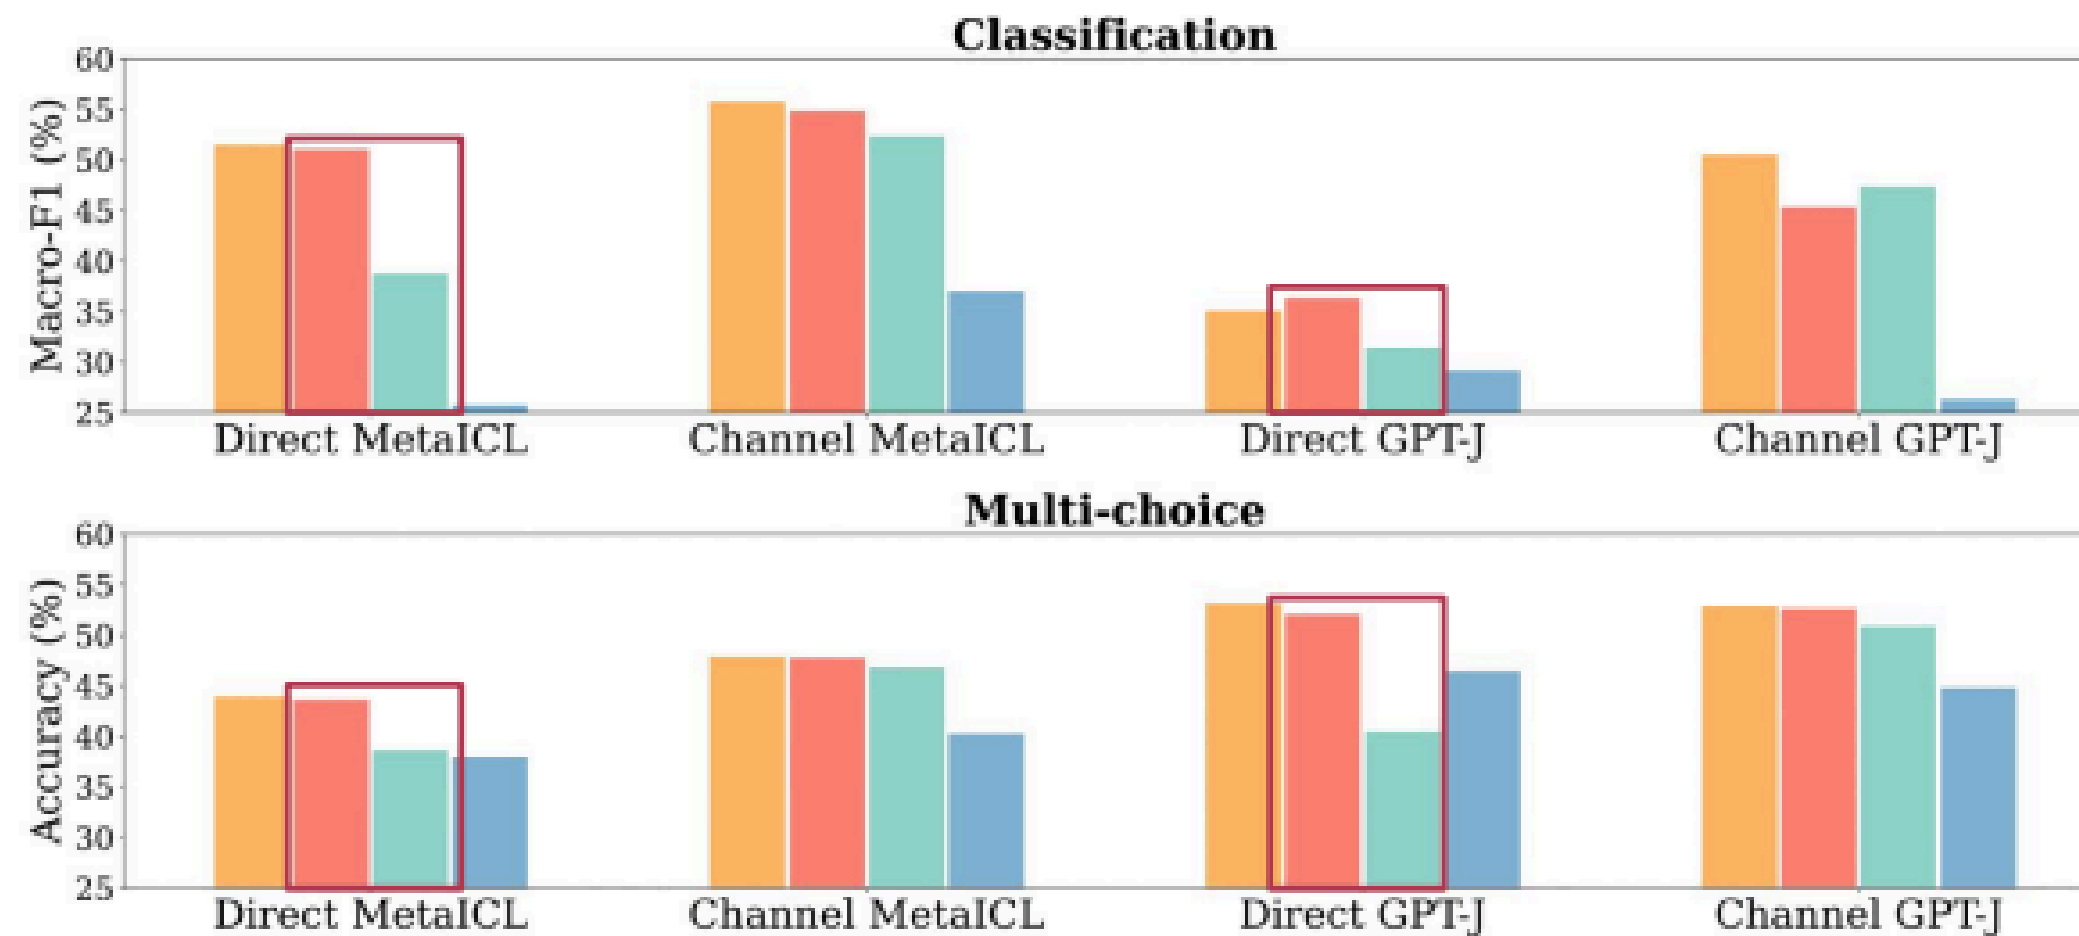 Classification
Macro-F1 (%)
60
55
50
45
40
35
30
25
Direct MetaICL Channel MetaICL Direct GPT-J Channel GPT-J
Multi-choice
Accuracy (%)
60
55
50
45
40
35
30
25
Direct MetaICL Channel MetaICL Direct GPT-J Channel GPT-J